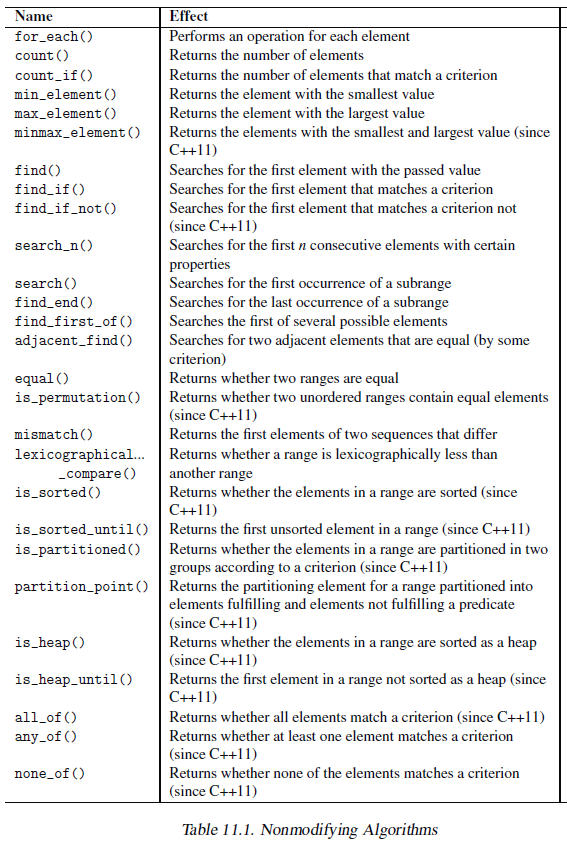 Name Effect
for_each() Performs an operation for each element
count() Returns the number of elements
count_if() Returns the number of elements that match a criterion
min_element() Returns the element with the smallest value
max_element() Returns the element with the largest value
minmax_element() Returns the elements with the smallest and largest value (since
C++11)
find() Searches for the first element with the passed value
find_if() Searches for the first element that matches a criterion
find_if_not() Searches for the first element that matches a criterion not
(since C++11)
search_n() Searches for the first n consecutive elements with certain
properties
search() Searches for the first occurrence of a subrange
find_end() Searches for the last occurrence of a subrange
find_first_of() Searches the first of several possible elements
adjacent_find() Searches for two adjacent elements that are equal (by some
criterion)
equal() Returns whether two ranges are equal
is_permutation() Returns whether two unordered ranges contain equal elements
(since C++11)
mismatch() Returns the first elements of two sequences that differ
lexicographical... Returns whether a range is lexicographically less than
_compare() another range
is_sorted() Returns whether the elements in a range are sorted (since
C++11)
is_sorted_until() Returns the first unsorted element in a range (since C++11)
is_partitioned() Returns whether the elements in a range are partitioned in two
groups according to a criterion (since C++11)
partition_point() Returns the partitioning element for a range partitioned into
elements fulfilling and elements not fulfilling a predicate
(since C++11)
is_heap() Returns whether the elements in a range are sorted as a heap
(since C++11)
is_heap_until() Returns the first element in a range not sorted as a heap (since
C++11)
all_of() Returns whether all elements match a criterion (since C++11)
any_of() Returns whether at least one element matches a criterion
(since C++11)
none_of() Returns whether none of the elements matches a criterion
(since C++11)
Table 11.1. Nonmodifying Algorithms